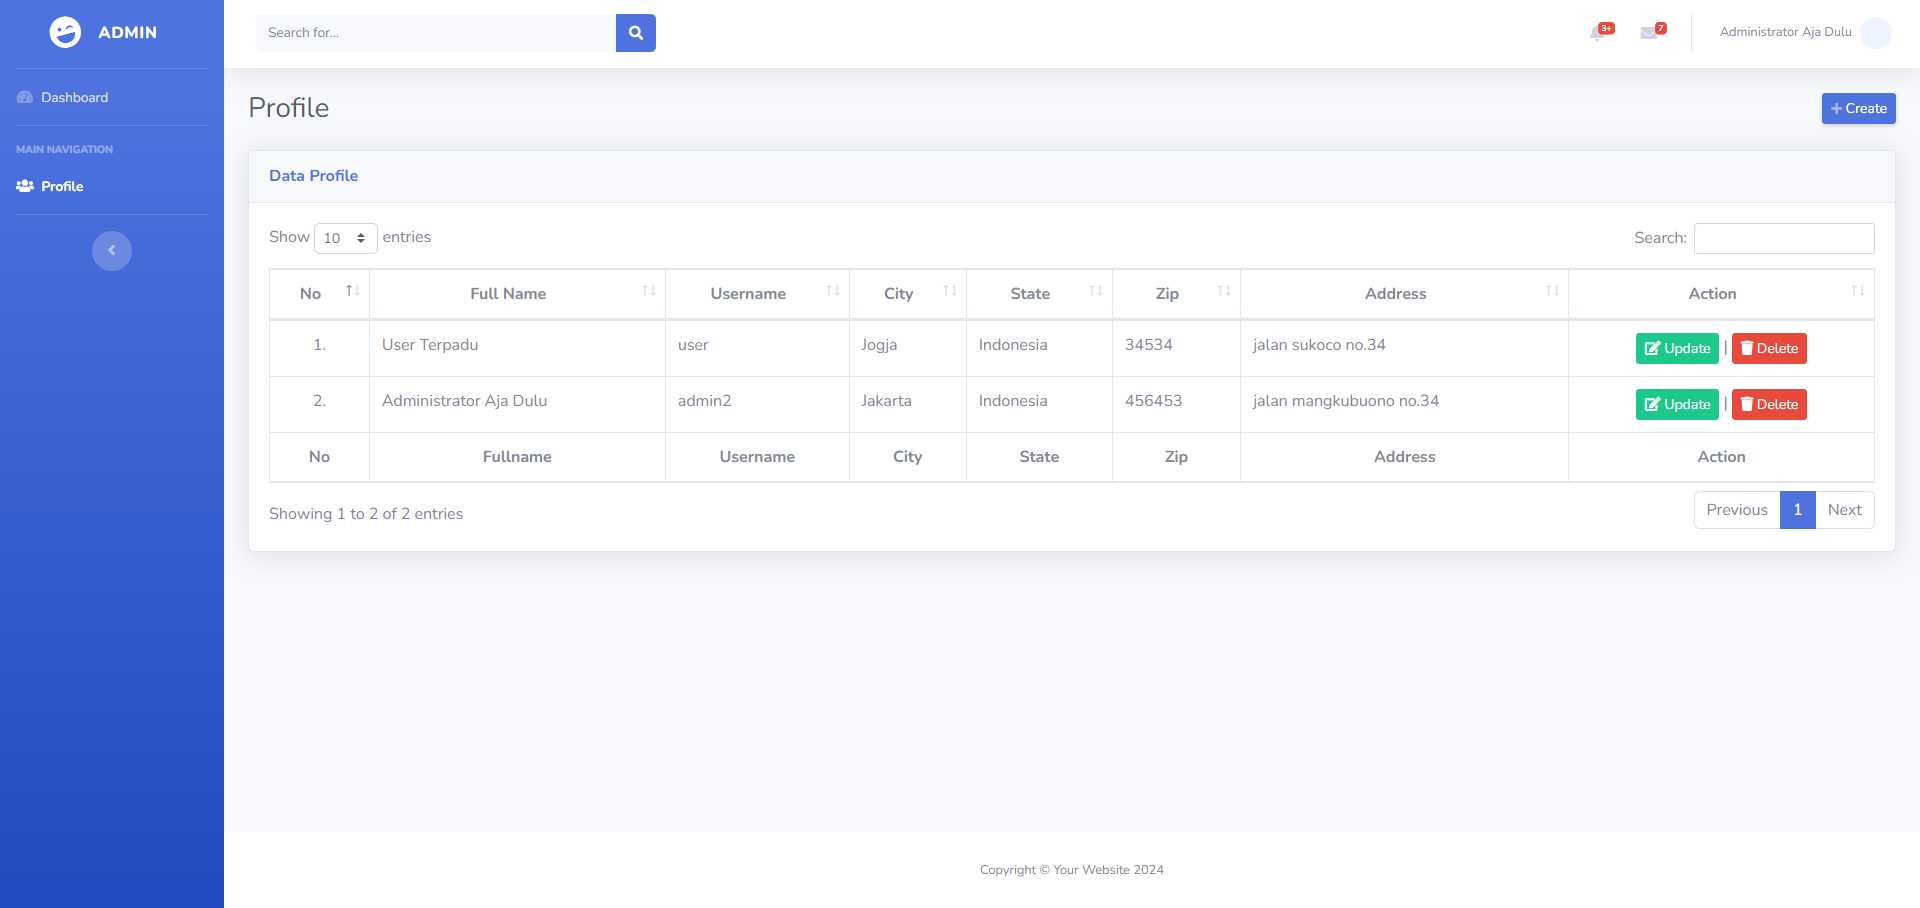 ADMIN
Search for...
3+
7
Administrator Aja Dulu
Dashboard
MAIN NAVIGATION
Profile
Profile
Create
Data Profile
Show 10 entries
Search:
No Full Name Username City State Zip Address Action
1. User Terpadu user Jogja Indonesia 34534 jalan sukoco no.34 Update | Delete
2. Administrator Aja Dulu admin2 Jakarta Indonesia 456453 jalan mangkubuono no.34 Update | Delete
No Fullname Username City State Zip Address Action
Showing 1 to 2 of 2 entries
Previous 1 Next
Copyright © Your Website 2024